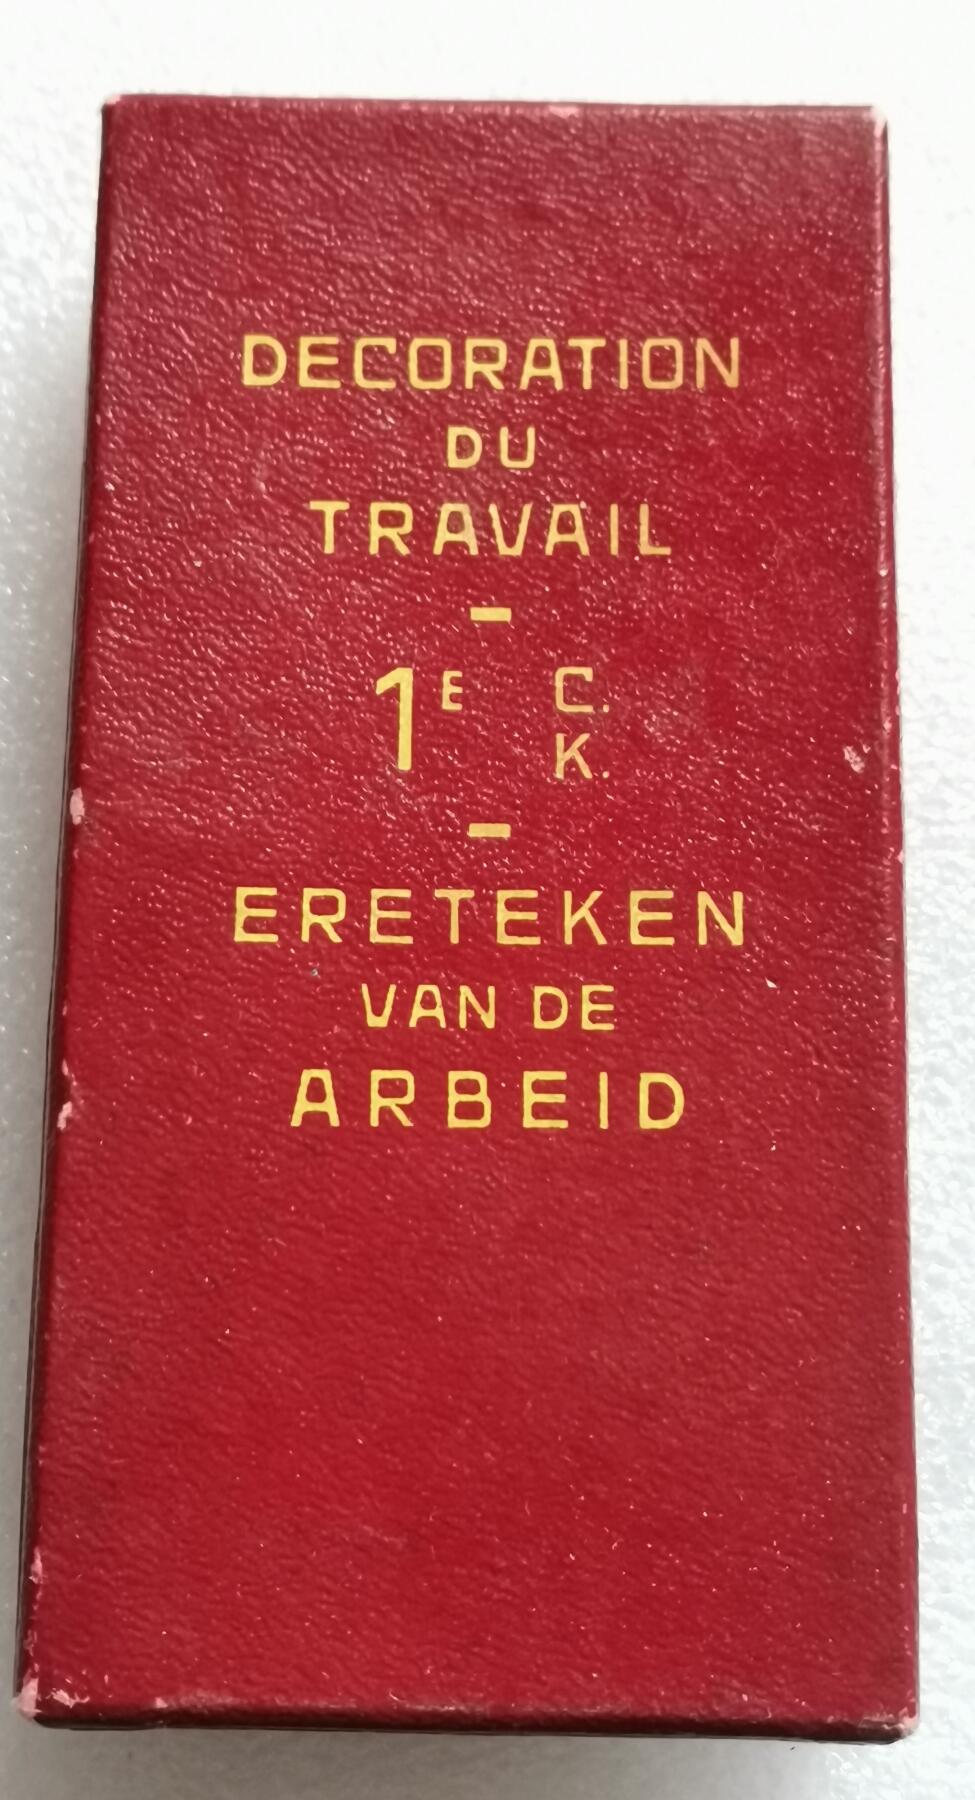 DECORATION
DU
TRAVAIL
-
1E C.
K.
-
ERETEKEN
VAN DE
ARBEID